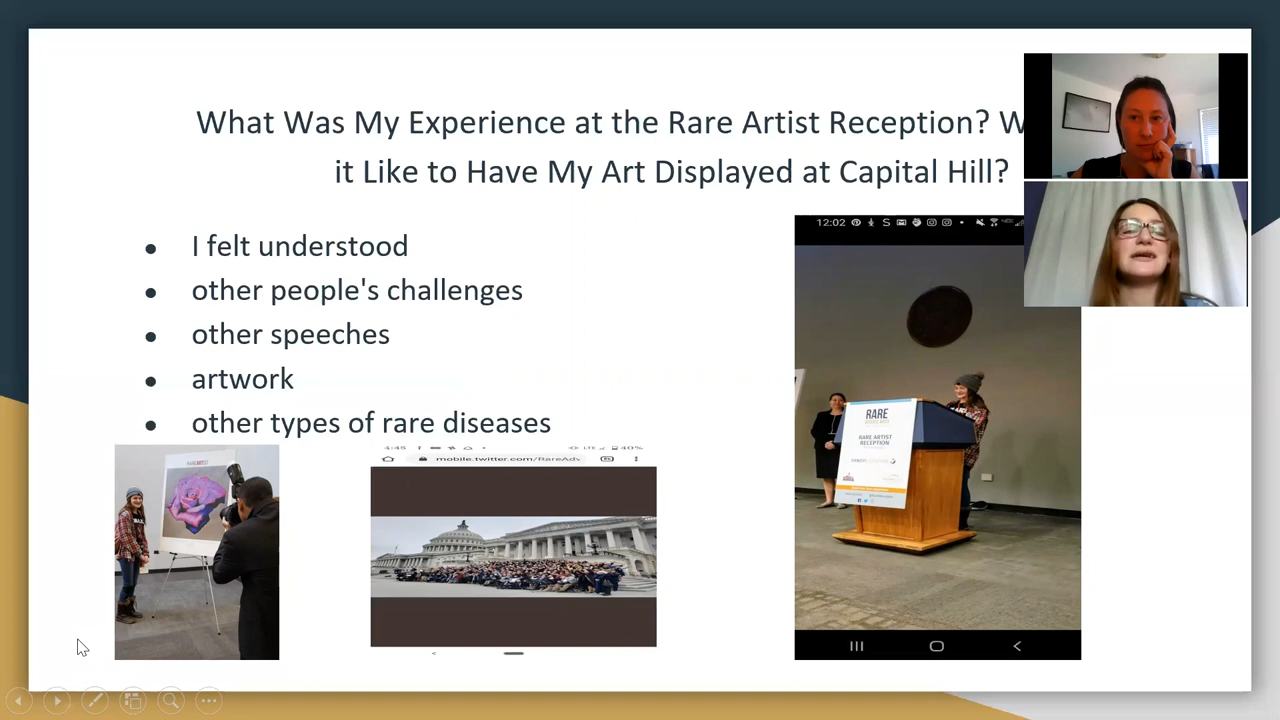 What Was My Experience at the Rare Artist Reception? W
it Like to Have My Art Displayed at Capital Hill?
● I felt understood
● other people's challenges
● other speeches
● artwork
● other types of rare diseases
12:02
RARE
RARE ARTIST
RECEPTION
RAREARTIST
4:45
40%
mobile.twitter.com/RareAdv